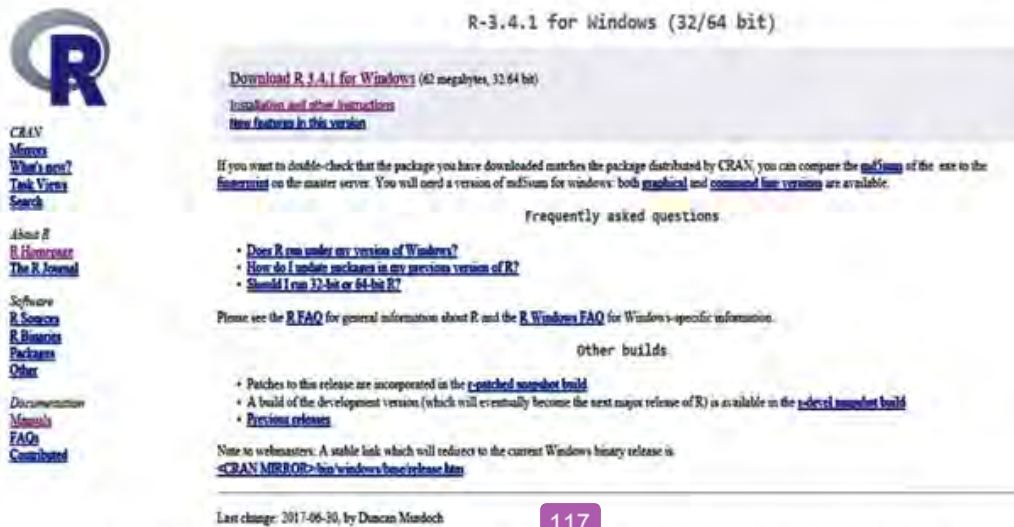 R
CRAN
Mirrors
What's new?
Task Views
Search
About R
R Homepage
The R Journal
Software
R Sources
R Binaries
Packages
Other
Documentation
Manuals
FAQs
Contributed
R-3.4.1 for Windows (32/64 bit)
Download R 3.4.1 for Windows (62 megabytes, 32/64 bit)
Installation and other instructions
New features in this version
If you want to double-check that the package you have downloaded matches the package distributed by CRAN, you can compare the md5sum of the .exe to the
fingerprint on the master server. You will need a version of md5sum for windows: both graphical and command line versions are available.
Frequently asked questions
• Does R run under my version of Windows?
• How do I update packages in my previous version of R?
• Should I run 32-bit or 64-bit R?
Please see the R FAQ for general information about R and the R Windows FAQ for Windows-specific information.
Other builds
• Patches to this release are incorporated in the r-patched snapshot build
• A build of the development version (which will eventually become the next major release of R) is available in the r-devel snapshot build
• Previous releases
Note to webmasters: A stable link which will redirect to the current Windows binary release is
<CRAN MIRROR>/bin/windows/base/release.htm
Last change: 2017-06-30, by Duncan Murdoch
117